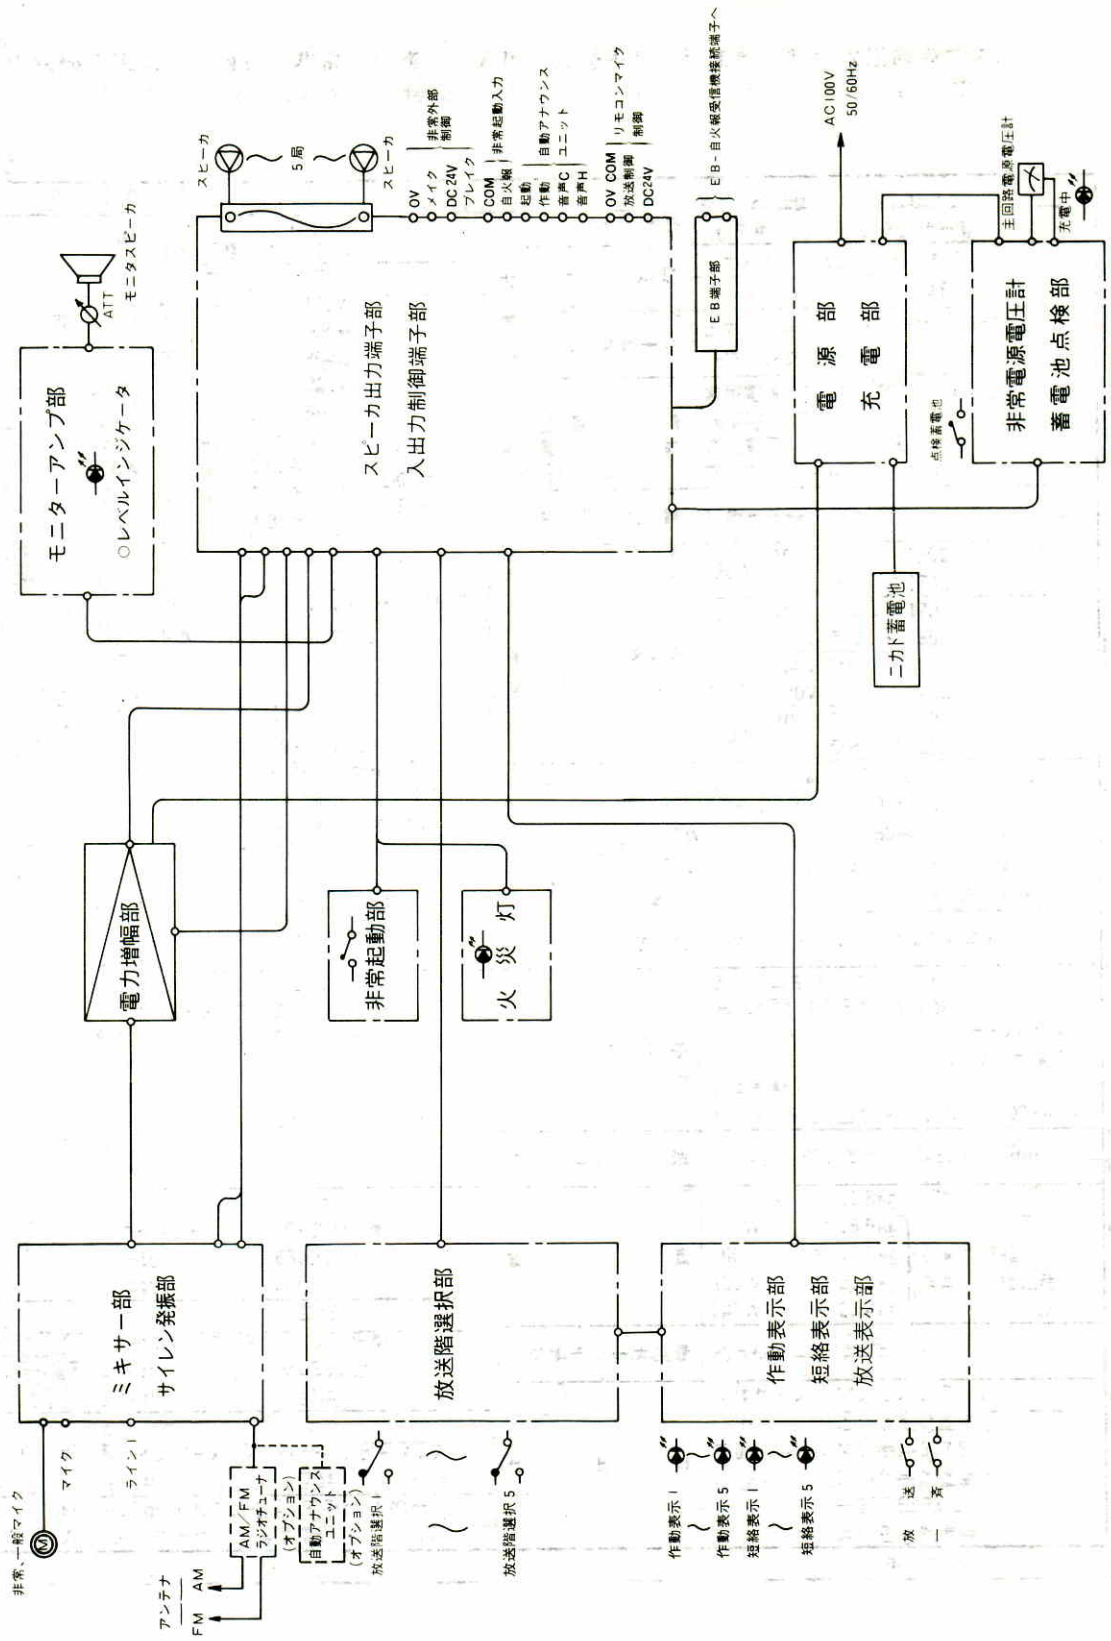 非常、一般マイク
マイク
ライン1
アンテナ
FM AM
AM/FM
ラジオチューナ
(オプション)
自動アナウンス
ユニット
(オプション)
ミキサー部
サイレン発振部
電力増幅部
モニターアンプ部
○レベルインジケータ
ATT
モニタスピーカ
放送階選択1
放送階選択5
放送階選択部
非常起動部
火災灯
スピーカ出力端子部
入出力制御端子部
スピーカ
5局
スピーカ
0V
メイク
DC24V
ブレイク
非常外部
制御
COM
自火報
非常起動入力
起動
作動
音声C
音声H
自動アナウンス
ユニット
0V COM
放送制御
DC24V
リモコンマイク
制御
EB端子部
EB-自火報受信機接続端子へ
作動表示1
作動表示5
短絡表示1
短絡表示5
放送
一斉
作動表示部
短絡表示部
放送表示部
ニカド蓄電池
電源部
充電部
AC100V
50/60Hz
点検蓄電池
非常電源電圧計
蓄電池点検部
主回路電源電圧計
充電中